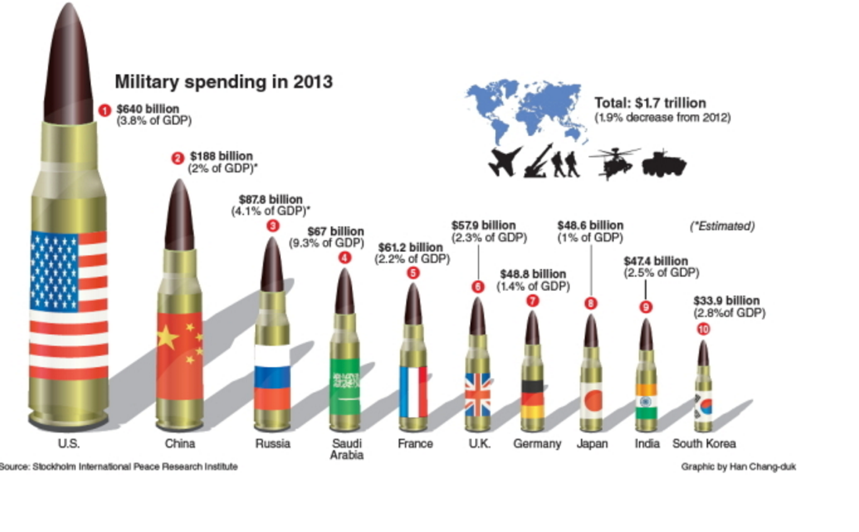 Military spending in 2013
1 $640 billion
(3.8% of GDP)
2 $188 billion
(2% of GDP)*
$87.8 billion
(4.1% of GDP)*
3
$67 billion
(9.3% of GDP)
4
$61.2 billion
(2.2% of GDP)
5
$57.9 billion
(2.3% of GDP)
6
$48.8 billion
(1.4% of GDP)
7
$48.6 billion
(1% of GDP)
8
$47.4 billion
(2.5% of GDP)
9
$33.9 billion
(2.8%of GDP)
10
Total: $1.7 trillion
(1.9% decrease from 2012)
(*Estimated)
U.S.
China
Russia
Saudi
Arabia
France
U.K.
Germany
Japan
India
South Korea
Source: Stockholm International Peace Research Institute
Graphic by Han Chang-duk